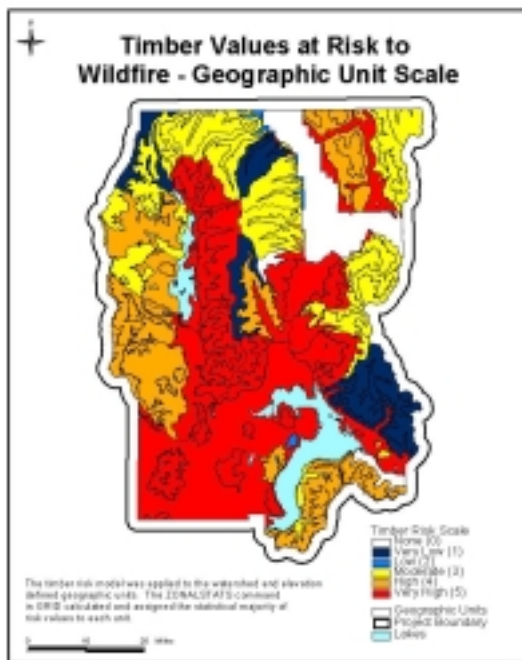 Timber Values at Risk to
Wildfire - Geographic Unit Scale
Timber Risk Scale
None (0)
Very Low (1)
Low (2)
Moderate (3)
High (4)
Very High (5)
Geographic Units
Project Boundary
Lakes
The timber risk model was applied to the watershed and elevation
defined geographic units. The ZONALSTATS command
in GRID calculated and assigned the statistical majority of
risk values to each unit.
0
Miles